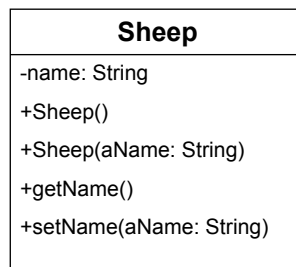 Sheep
-name: String
+Sheep()
+Sheep(aName: String)
+getName()
+setName(aName: String)